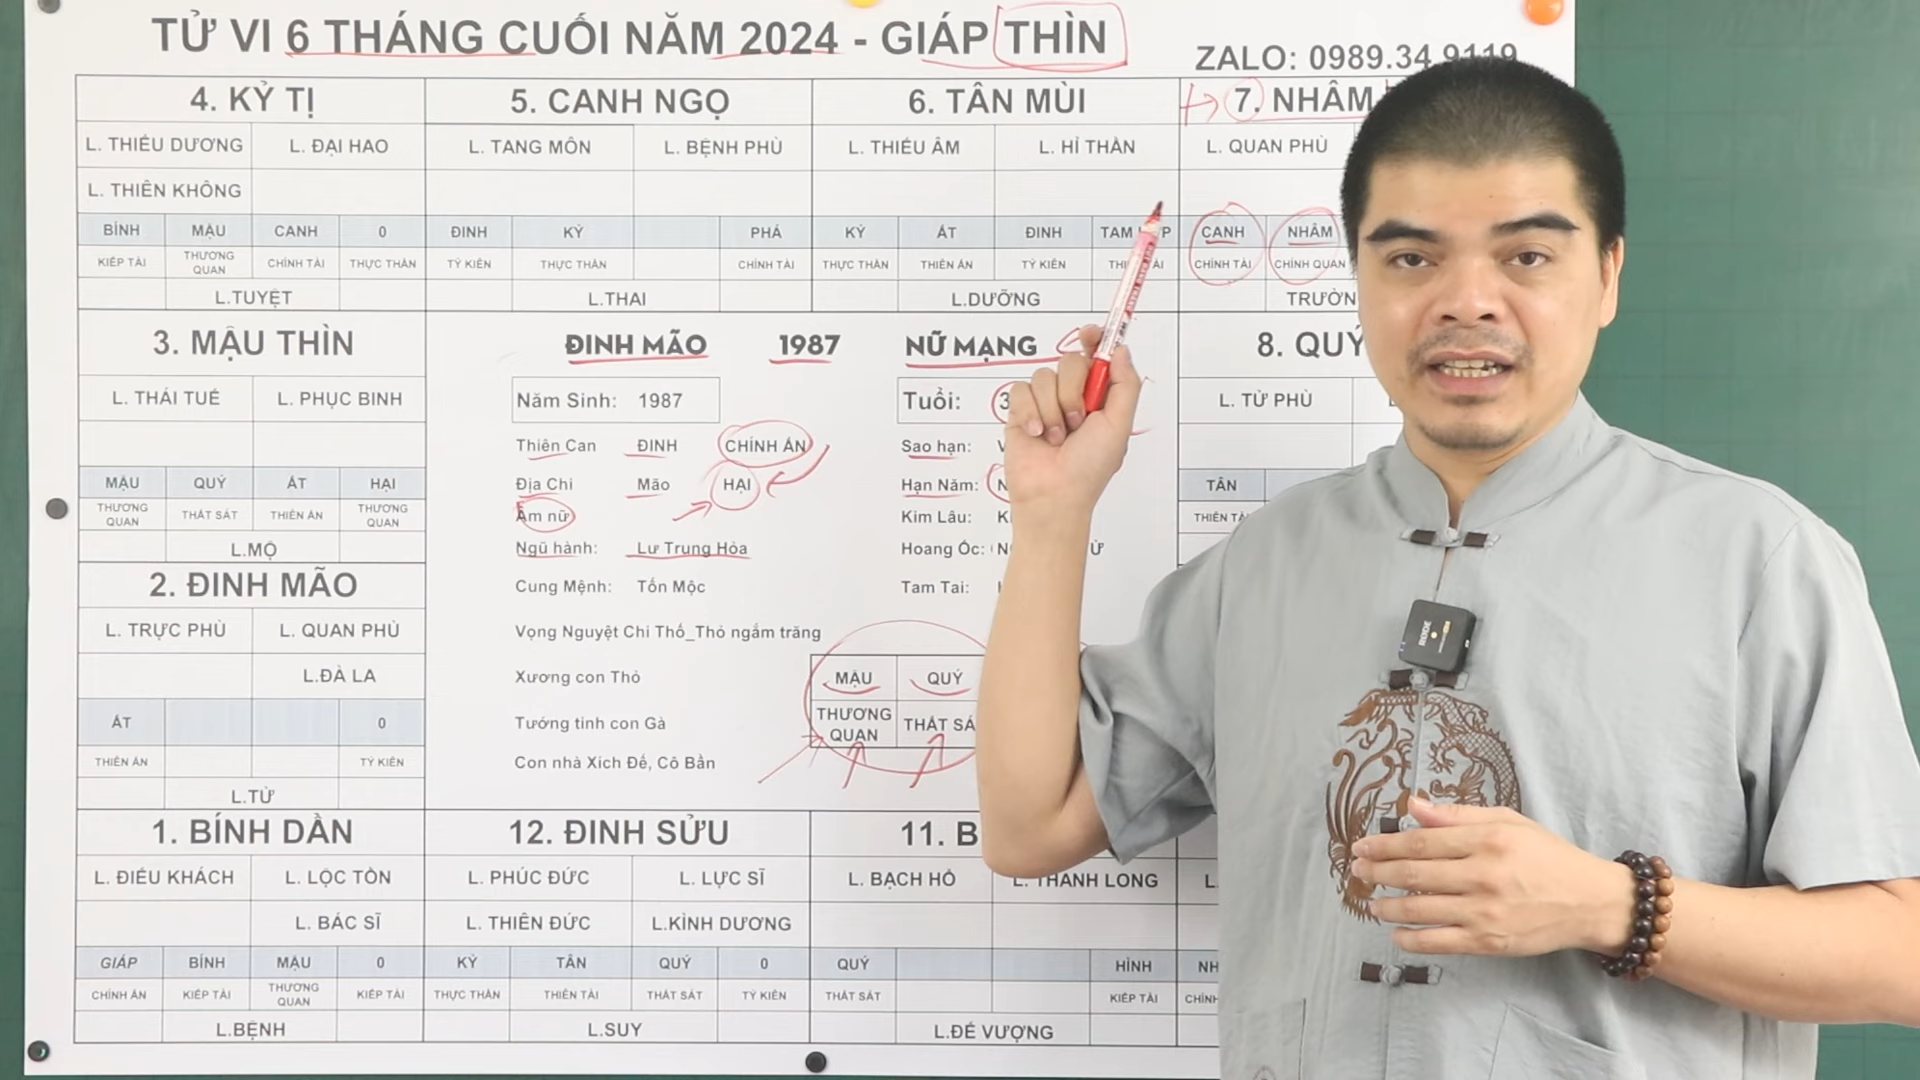 TỬ VI 6 THÁNG CUỐI NĂM 2024 - GIÁP THÌN
ZALO: 0989.34.9119
4. KỶ TỊ
5. CANH NGỌ
6. TÂN MÙI
7. NHÂM
L. THIẾU DƯƠNG
L. ĐẠI HAO
L. TANG MÔN
L. BỆNH PHÙ
L. THIẾU ÂM
L. HỈ THẦN
L. QUAN PHÙ
L. THIÊN KHÔNG
BÍNH
MẬU
CANH
0
ĐINH
KỶ
PHÁ
KỶ
ẤT
ĐINH
CANH
NHÂM
KIẾP TÀI
THƯƠNG QUAN
CHÍNH TÀI
THỰC THẦN
TỶ KIÊN
THỰC THẦN
CHÍNH TÀI
THỰC THẦN
THIÊN ẤN
TỶ KIÊN
CHÍNH TÀI
CHÍNH QUAN
L.TUYỆT
L.THAI
L.DƯỠNG
3. MẬU THÌN
ĐINH MÃO
1987
NỮ MẠNG
8. QUÝ
L. THÁI TUẾ
L. PHỤC BINH
Năm Sinh: 1987
Tuổi: 3
L. TỬ PHÙ
Thiên Can
ĐINH
CHÍNH ẤN
Sao hạn:
MẬU
QUÝ
ẤT
HẠI
Địa Chi
Mão
HẠI
Hạn Năm:
TÂN
THƯƠNG QUAN
THẤT SÁT
THIÊN ẤN
THƯƠNG QUAN
Âm nữ
Kim Lâu:
L.MỘ
Ngũ hành:
Lư Trung Hỏa
Hoang Ốc:
2. ĐINH MÃO
Cung Mệnh:
Tốn Mộc
Tam Tai:
L. TRỰC PHÙ
L. QUAN PHÙ
Vọng Nguyệt Chi Thố_Thỏ ngắm trăng
L.ĐÀ LA
Xương con Thỏ
MẬU
QUÝ
ẤT
0
Tướng tinh con Gà
THƯƠNG QUAN
THẤT SÁ
THIÊN ẤN
TỶ KIÊN
Con nhà Xích Đế, Cô Bần
L.TỬ
1. BÍNH DẦN
12. ĐINH SỬU
11. B
L. ĐIẾU KHÁCH
L. LỘC TỒN
L. PHÚC ĐỨC
L. LỰC SĨ
L. BẠCH HỔ
L. THANH LONG
L. BÁC SĨ
L. THIÊN ĐỨC
L.KÌNH DƯƠNG
GIÁP
BÍNH
MẬU
0
KỶ
TÂN
QUÝ
0
QUÝ
HÌNH
NH
CHÍNH ẤN
KIẾP TÀI
THƯƠNG QUAN
KIẾP TÀI
THỰC THẦN
THIÊN TÀI
THẤT SÁT
TỶ KIÊN
THẤT SÁT
KIẾP TÀI
L.BỆNH
L.SUY
L.ĐẾ VƯỢNG
RODE